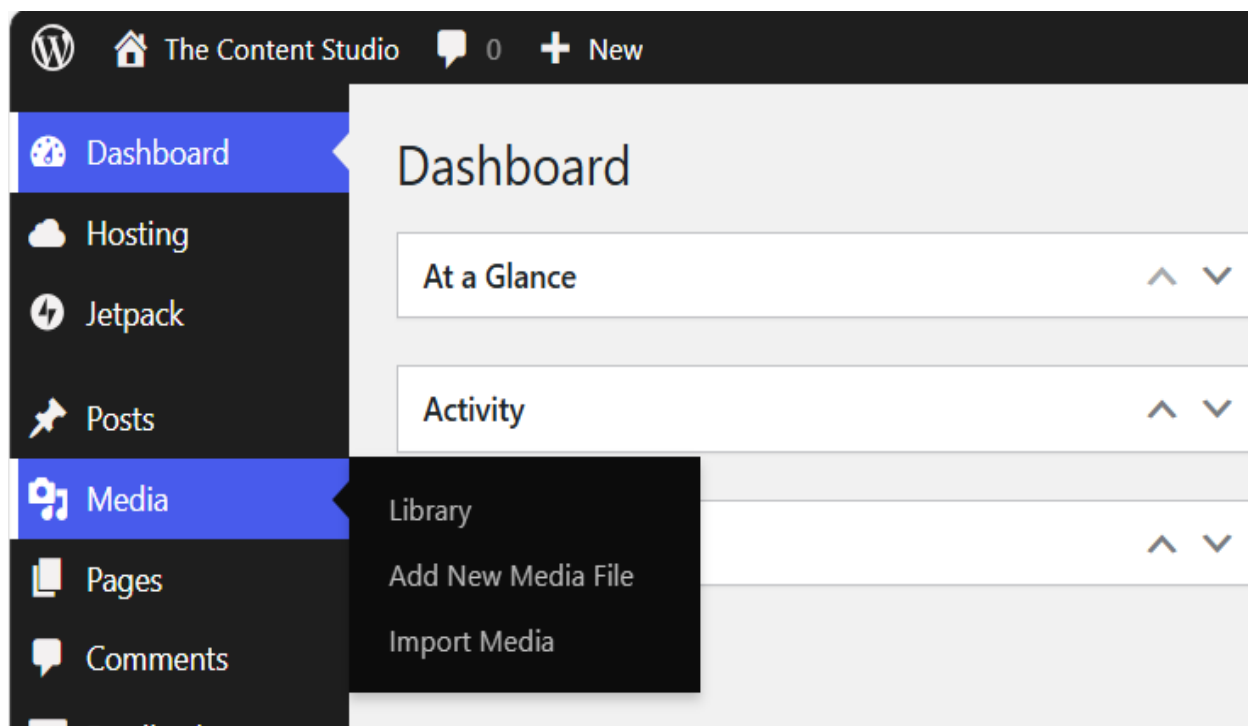 The Content Studio 0 New
Dashboard
Hosting
Jetpack
Posts
Media
Pages
Comments
Dashboard
At a Glance
Activity
Library
Add New Media File
Import Media